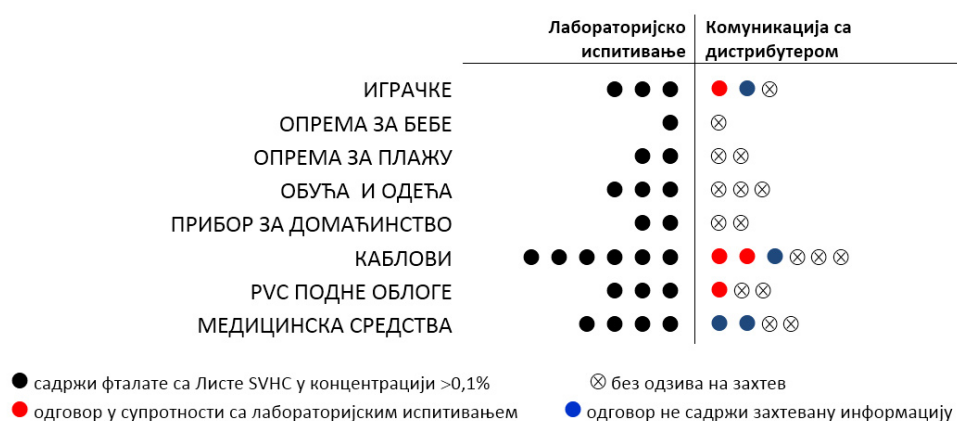 Лабораторијско
испитивање
Комуникација са
дистрибутером
ИГРАЧКЕ
ОПРЕМА ЗА БЕБЕ
ОПРЕМА ЗА ПЛАЖУ
ОБУЋА И ОДЕЋА
ПРИБОР ЗА ДОМАЋИНСТВО
КАБЛОВИ
PVC ПОДНЕ ОБЛОГЕ
МЕДИЦИНСКА СРЕДСТВА
садржи фталате са Листе SVHC у концентрацији >0,1%
без одзива на захтев
одговор у супротности са лабораторијским испитивањем
одговор не садржи захтевану информацију